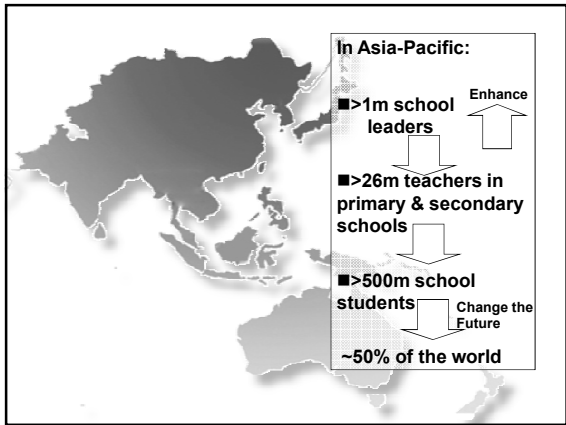 In Asia-Pacific:
Enhance
■>1m school
leaders
■>26m teachers in
primary & secondary
schools
■>500m school
students
Change the
Future
~50% of the world